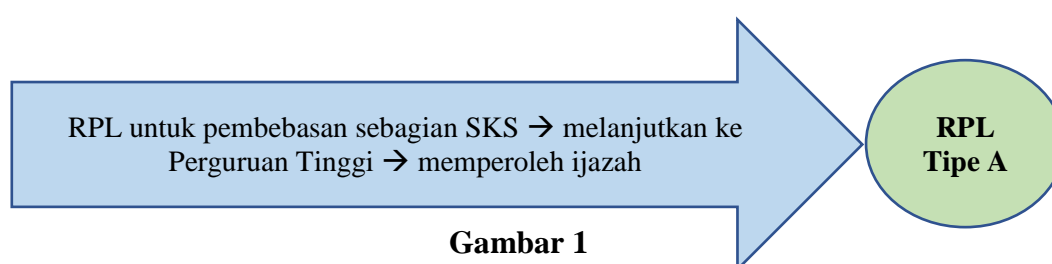 RPL untuk pembebasan sebagian SKS → melanjutkan ke
Perguruan Tinggi → memperoleh ijazah
RPL
Tipe A
Gambar 1